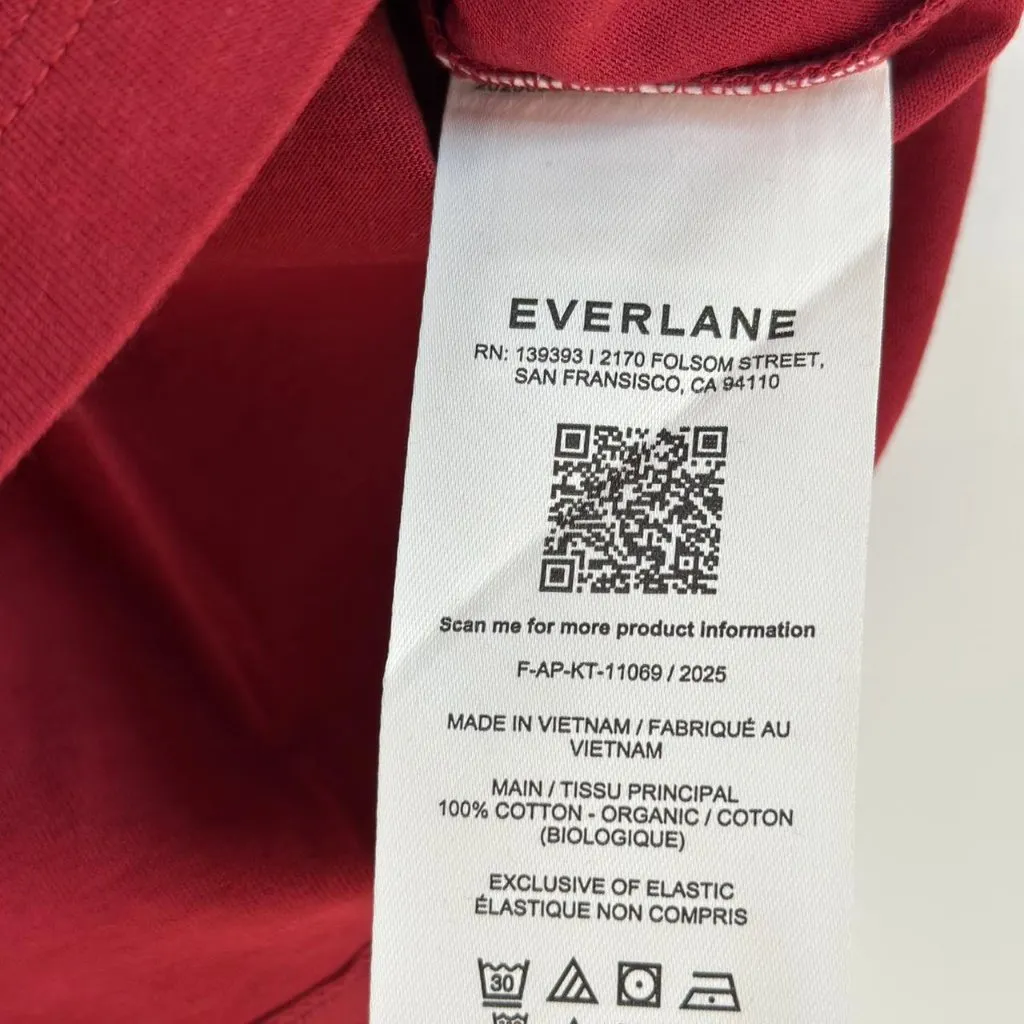 EVERLANE
RN: 139393 I 2170 FOLSOM STREET,
SAN FRANSISCO, CA 94110
Scan me for more product information
F-AP-KT-11069 / 2025
MADE IN VIETNAM / FABRIQUÉ AU
VIETNAM
MAIN / TISSU PRINCIPAL
100% COTTON - ORGANIC / COTON
(BIOLOGIQUE)
EXCLUSIVE OF ELASTIC
ÉLASTIQUE NON COMPRIS
30